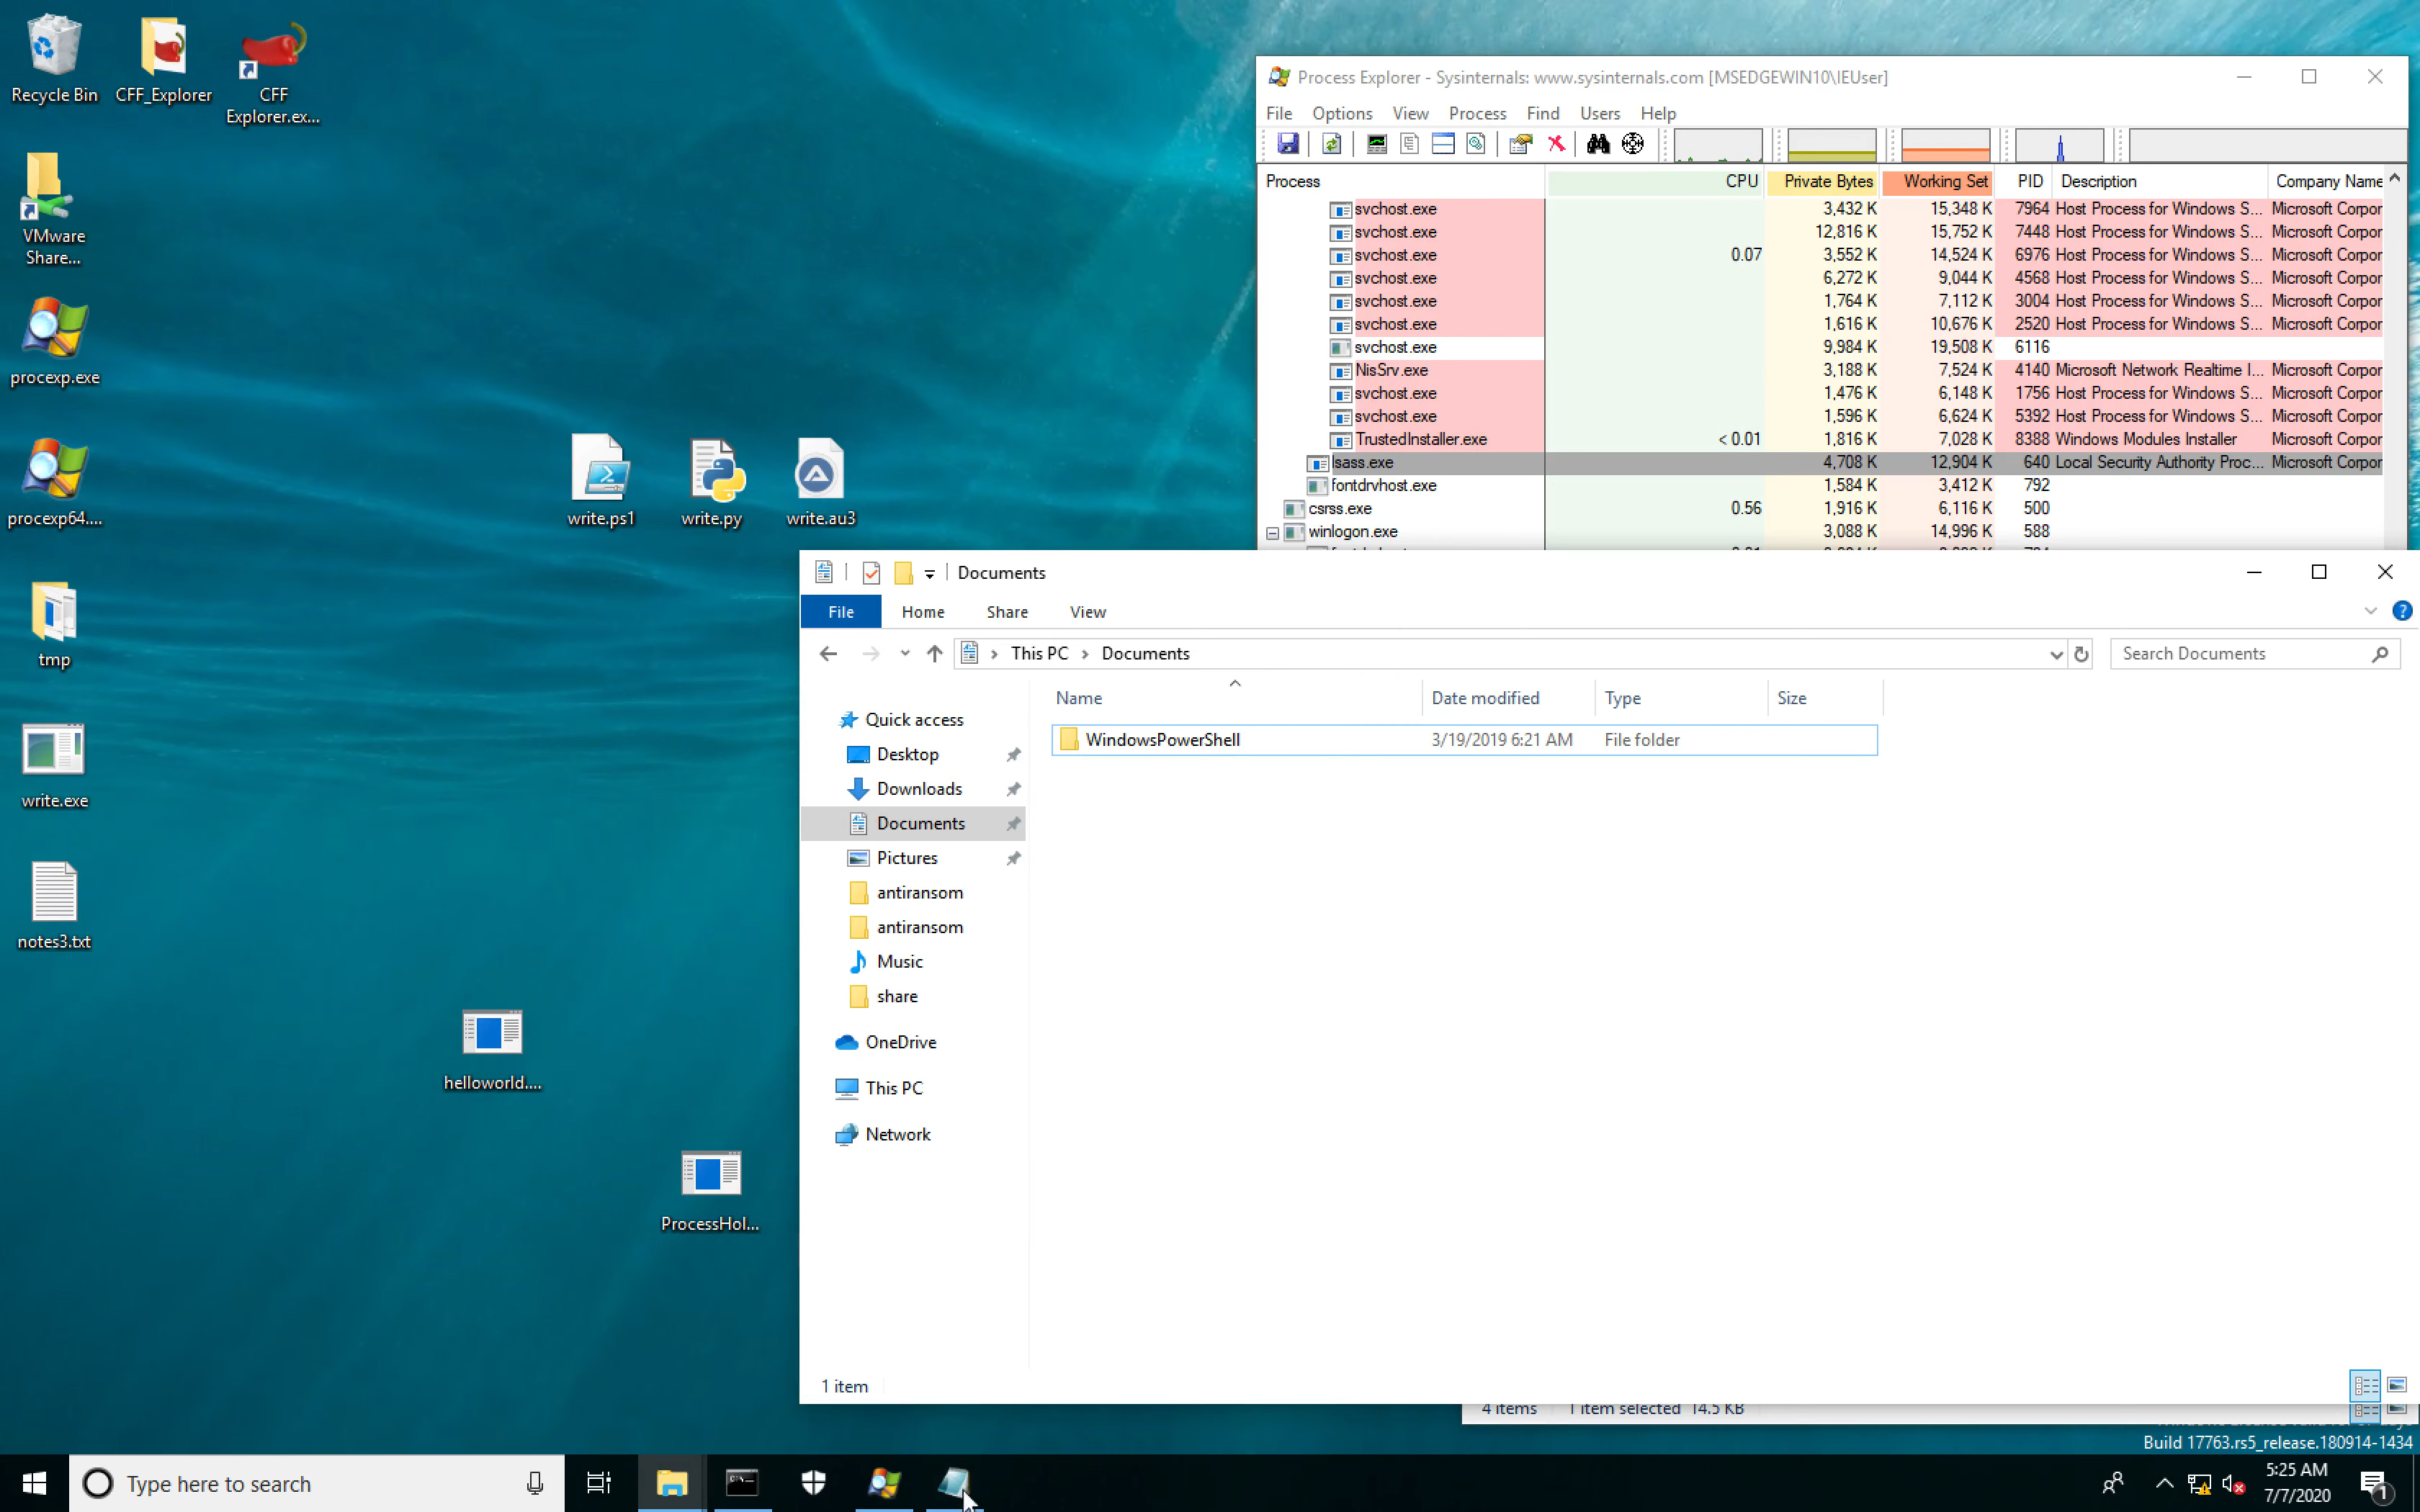 Recycle Bin
CFF_Explorer
CFF
Explorer.ex...
VMware
Share...
procexp.exe
procexp64....
tmp
write.exe
notes3.txt
write.ps1
write.py
write.au3
helloworld....
ProcessHol...
Process Explorer - Sysinternals: www.sysinternals.com [MSEDGEWIN10\IEUser]
File Options View Process Find Users Help
Process CPU Private Bytes Working Set PID Description Company Name
svchost.exe 3,432 K 15,348 K 7964 Host Process for Windows S... Microsoft Corpor
svchost.exe 12,816 K 15,752 K 7448 Host Process for Windows S... Microsoft Corpor
svchost.exe 0.07 3,552 K 14,524 K 6976 Host Process for Windows S... Microsoft Corpor
svchost.exe 6,272 K 9,044 K 4568 Host Process for Windows S... Microsoft Corpor
svchost.exe 1,764 K 7,112 K 3004 Host Process for Windows S... Microsoft Corpor
svchost.exe 1,616 K 10,676 K 2520 Host Process for Windows S... Microsoft Corpor
svchost.exe 9,984 K 19,508 K 6116
NisSrv.exe 3,188 K 7,524 K 4140 Microsoft Network Realtime I... Microsoft Corpor
svchost.exe 1,476 K 6,148 K 1756 Host Process for Windows S... Microsoft Corpor
svchost.exe 1,596 K 6,624 K 5392 Host Process for Windows S... Microsoft Corpor
TrustedInstaller.exe < 0.01 1,816 K 7,028 K 8388 Windows Modules Installer Microsoft Corpor
lsass.exe 4,708 K 12,904 K 640 Local Security Authority Proc... Microsoft Corpor
fontdrvhost.exe 1,584 K 3,412 K 792
csrss.exe 0.56 1,916 K 6,116 K 500
winlogon.exe 3,088 K 14,996 K 588
Documents
File Home Share View
This PC Documents
Search Documents
Name Date modified Type Size
WindowsPowerShell 3/19/2019 6:21 AM File folder
Quick access
Desktop
Downloads
Documents
Pictures
antiransom
antiransom
Music
share
OneDrive
This PC
Network
1 item
4 items 1 item selected 14.5 KB
Build 17763.rs5_release.180914-1434
Type here to search
5:25 AM
7/7/2020
1